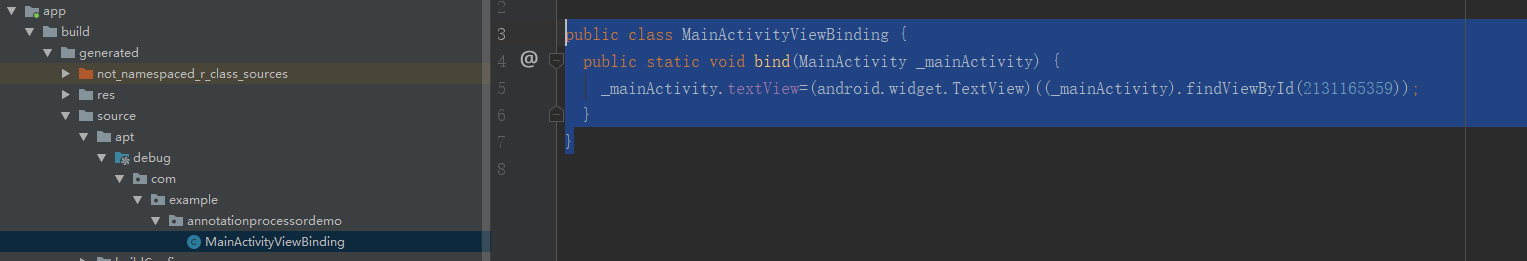 app
build
generated
not_namespaced_r_class_sources
res
source
apt
debug
com
example
annotationprocessordemo
MainActivityViewBinding
2
3 public class MainActivityViewBinding {
4 @ public static void bind(MainActivity _mainActivity) {
5 _mainActivity.textView=(android.widget.TextView)((_mainActivity).findViewById(2131165359));
6 }
7 }
8